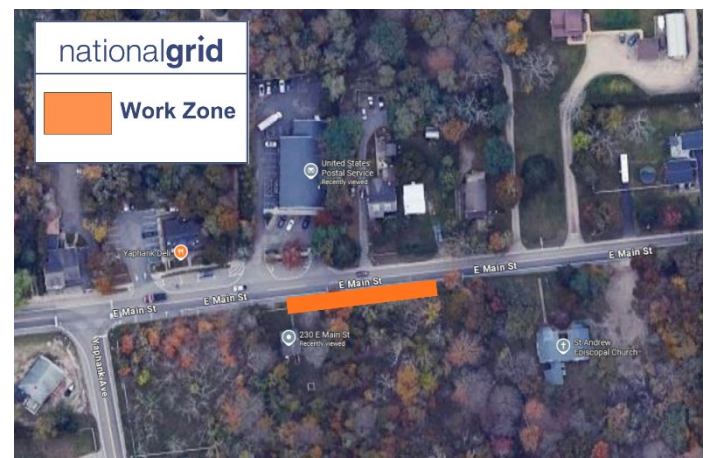 nationalgrid
Work Zone
United States
Postal Service
Recently viewed
Yaphank Deli
E Main St
E Main St
E Main St
E Main St
E Main St
230 E Main St
Recently viewed
St Andrew
Episcopal Church
Yaphank Ave